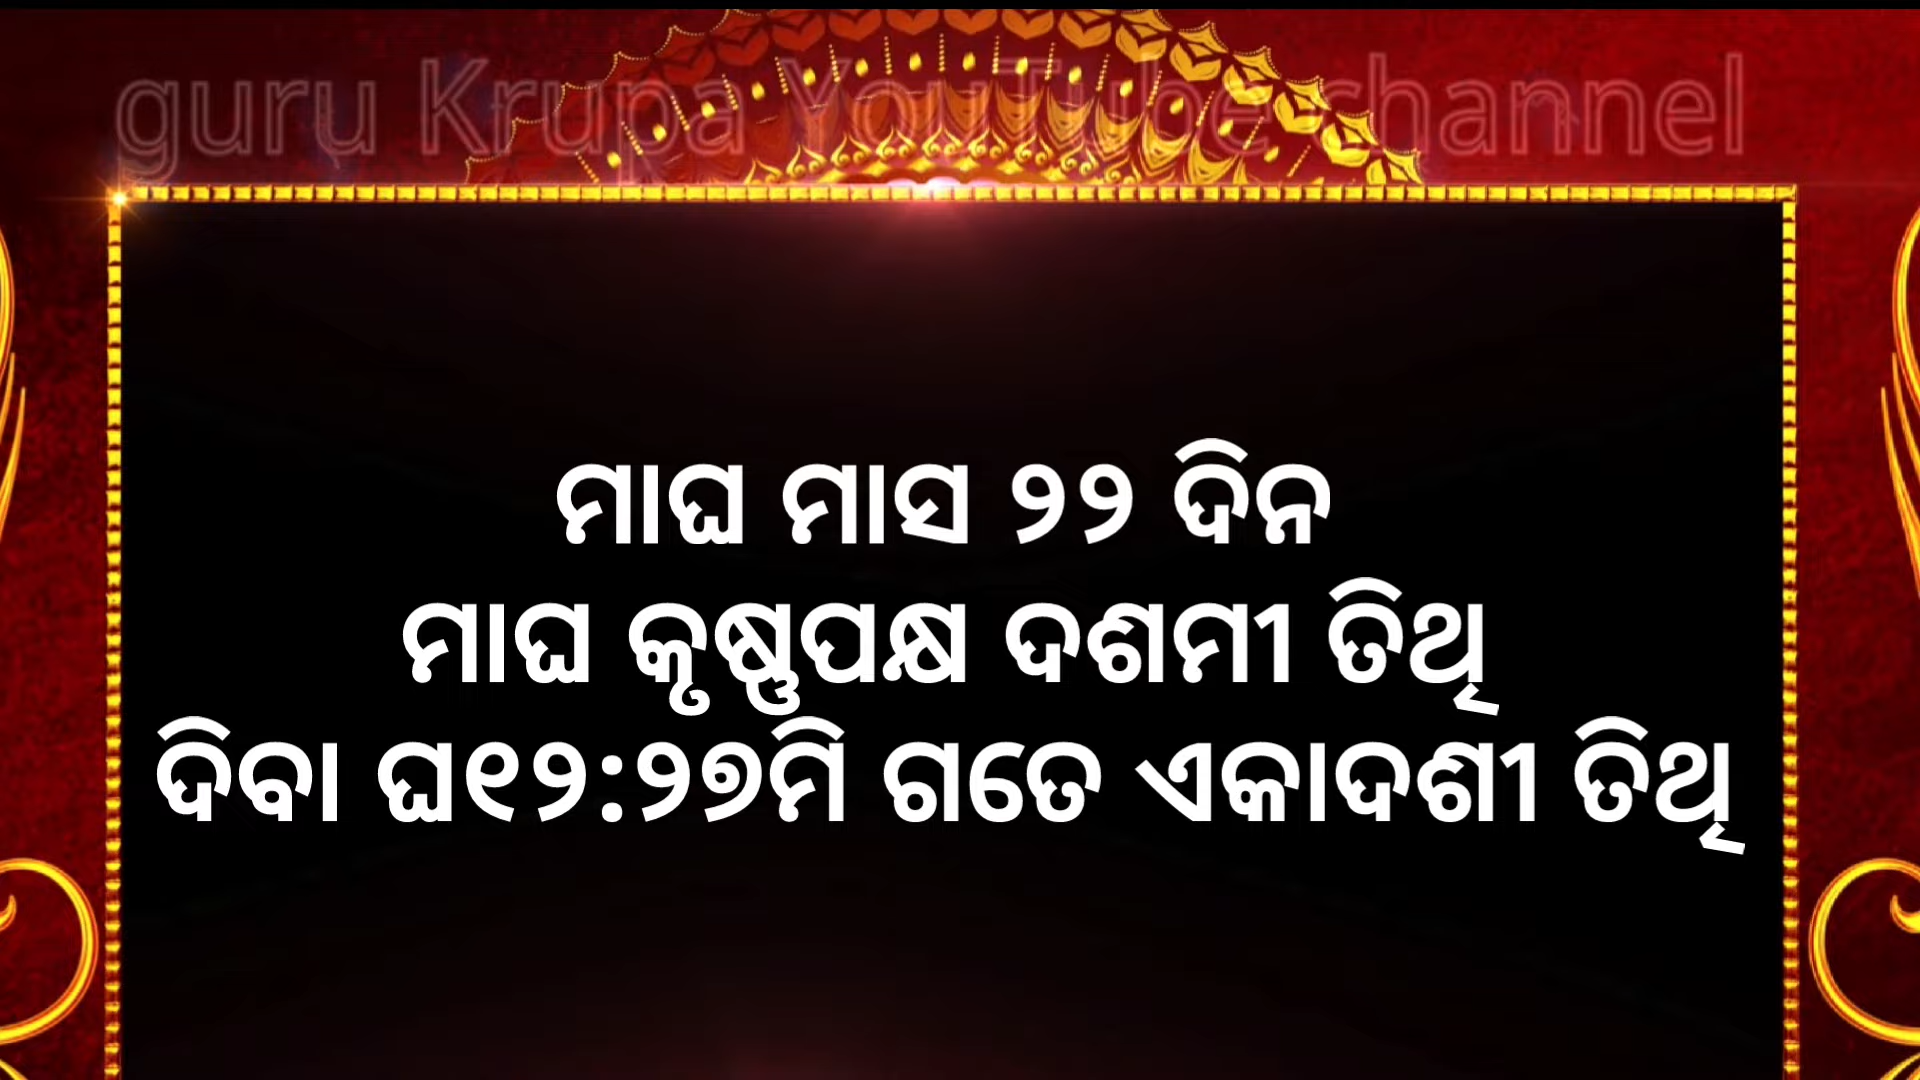 guru Krupa YouTube channel
ମାଘ ମାସ ୨୨ ଦିନ
ମାଘ କୃଷ୍ଣପକ୍ଷ ଦଶମୀ ତିଥି
ଦିବା ଘ୧୨:୨୭ମି ଗତେ ଏକାଦଶୀ ତିଥି